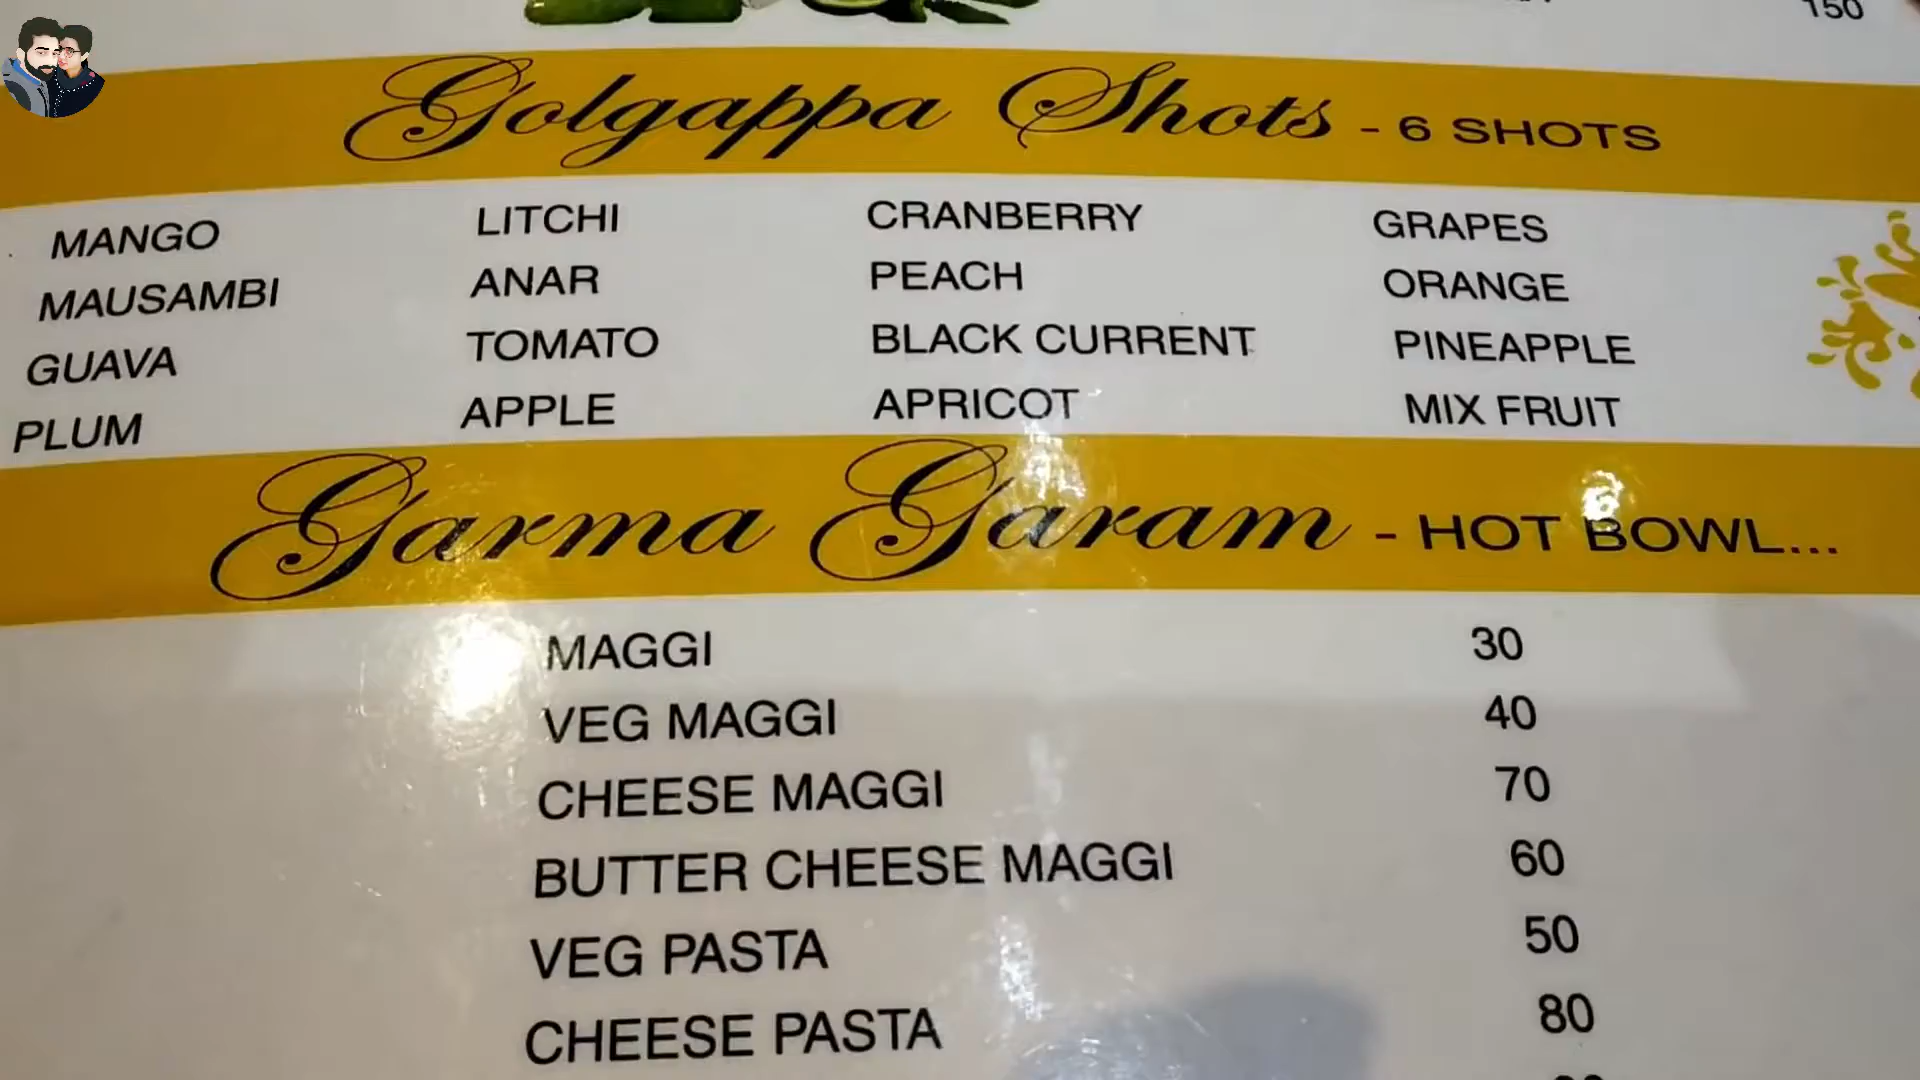 150
Golgappa Shots - 6 SHOTS
MANGO LITCHI CRANBERRY GRAPES
MAUSAMBI ANAR PEACH ORANGE
GUAVA TOMATO BLACK CURRENT PINEAPPLE
PLUM APPLE APRICOT MIX FRUIT
Garma Garam - HOT BOWL...
MAGGI 30
VEG MAGGI 40
CHEESE MAGGI 70
BUTTER CHEESE MAGGI 60
VEG PASTA 50
CHEESE PASTA 80